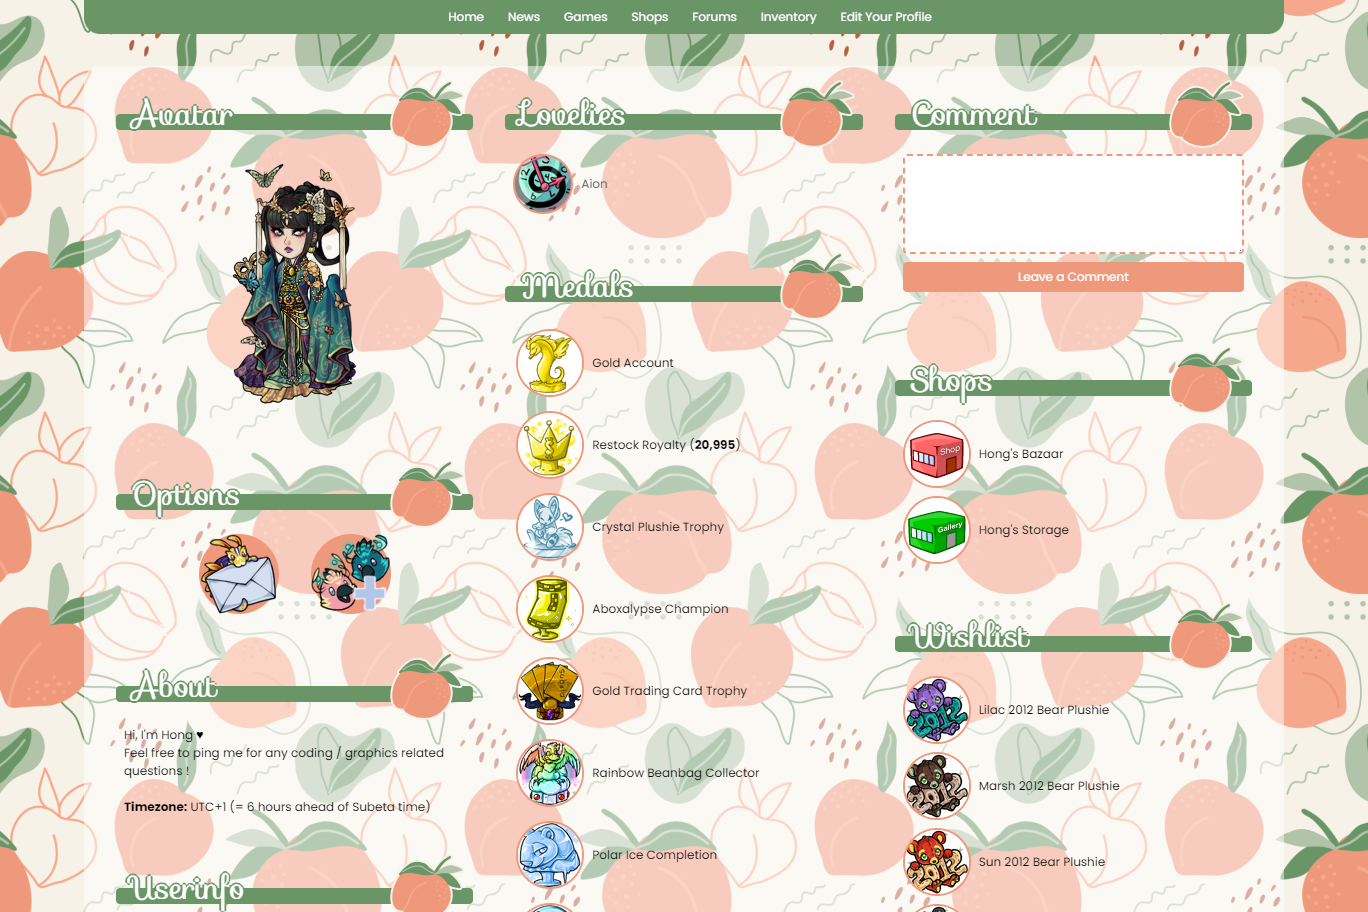 Home News Games Shops Forums Inventory Edit Your Profile
Avatar
Options
About
Hi, I'm Hong ♥
Feel free to ping me for any coding / graphics related
questions !
Timezone: UTC+1 (= 6 hours ahead of Subeta time)
Userinfo
Lovelies
Aion
Medals
Gold Account
Restock Royalty (20,995)
Crystal Plushie Trophy
Aboxalypse Champion
Gold Trading Card Trophy
Rainbow Beanbag Collector
Polar Ice Completion
Comment
Leave a Comment
Shops
Shop
Hong's Bazaar
Gallery
Hong's Storage
Wishlist
2012
Lilac 2012 Bear Plushie
2012
Marsh 2012 Bear Plushie
2012
Sun 2012 Bear Plushie